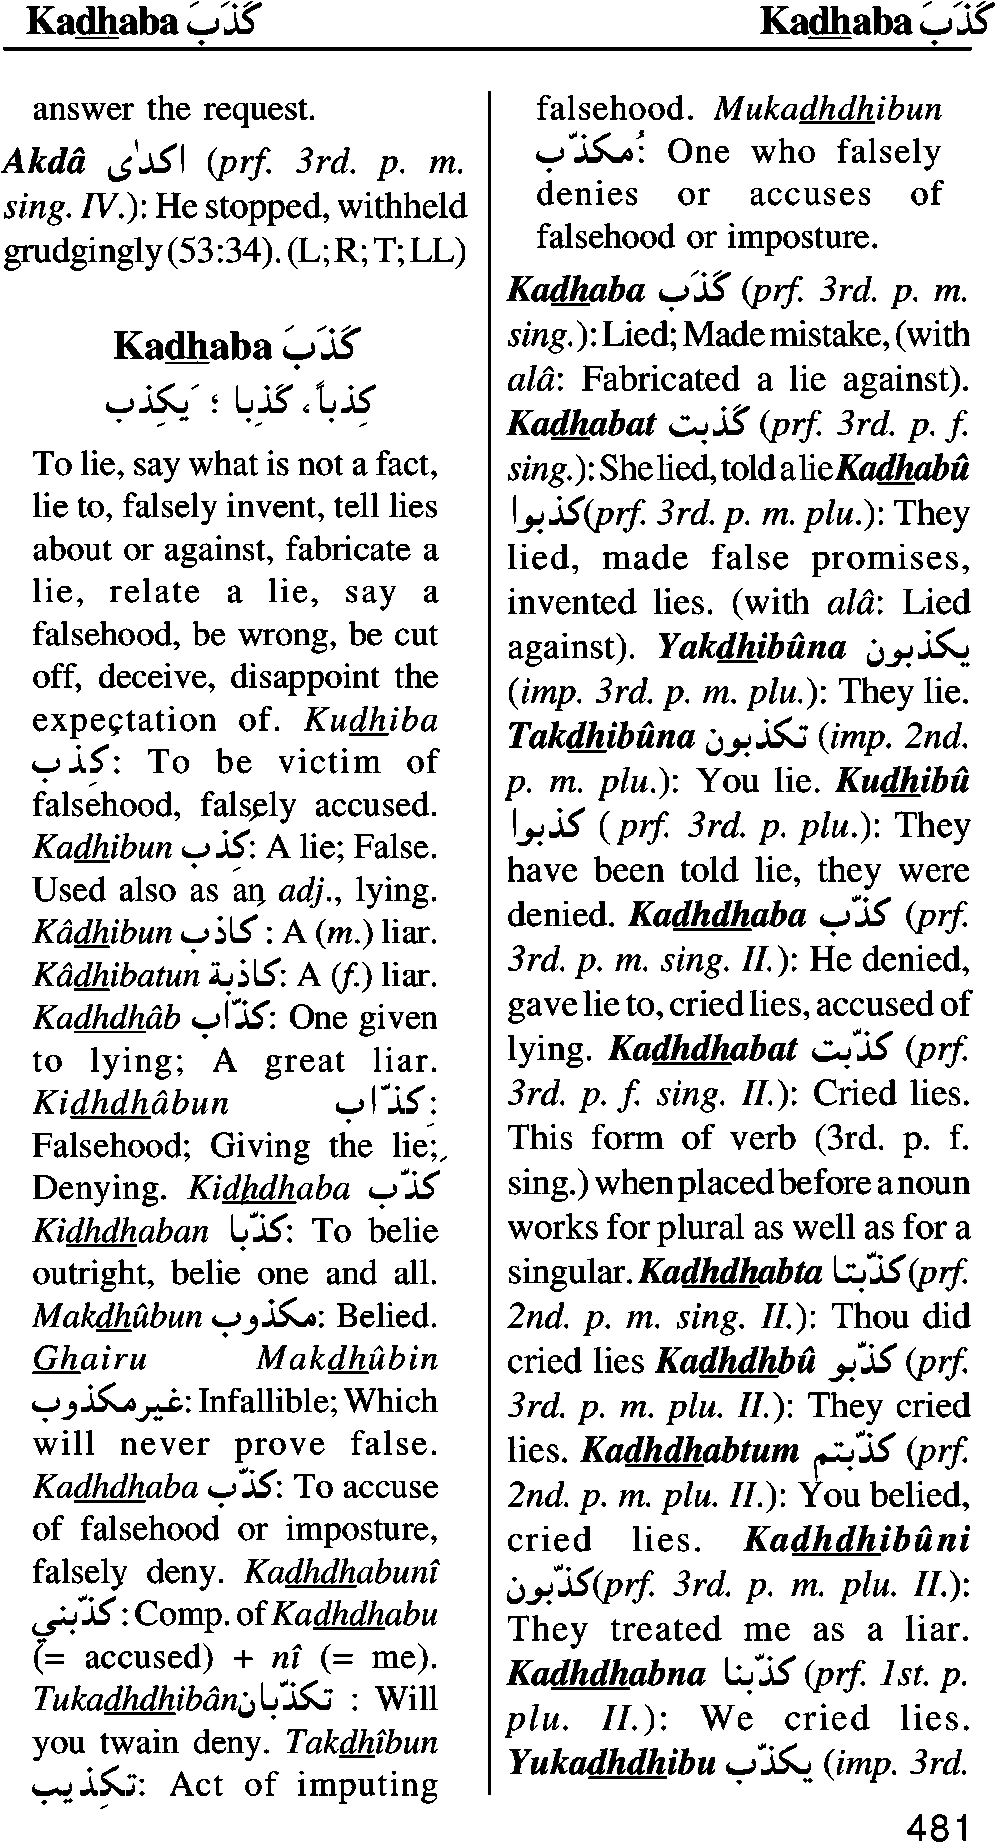 Kadhaba كَذَبَ Kadhaba كَذَبَ
answer the request.
Akdâ اكدٰى (prf. 3rd. p. m.
sing. IV.): He stopped, withheld
grudgingly (53:34). (L; R; T; LL)
Kadhaba كَذَبَ
كِذباً، كَذِبا ؛ يَكذِب
To lie, say what is not a fact,
lie to, falsely invent, tell lies
about or against, fabricate a
lie, relate a lie, say a
falsehood, be wrong, be cut
off, deceive, disappoint the
expectation of. Kudhiba
كُذِب: To be victim of
falsehood, falsely accused.
Kadhibun كَذِب: A lie; False.
Used also as an adj., lying.
Kâdhibun كاذب : A (m.) liar.
Kâdhibatun كاذبة: A (f.) liar.
Kadhdhâb كذّاب: One given
to lying; A great liar.
Kidhdhâbun كِذّاب:
Falsehood; Giving the lie;
Denying. Kidhdhaba كذّب
Kidhdhaban كذّبا: To belie
outright, belie one and all.
Makdhûbun مكذوب: Belied.
Ghairu Makdhûbin
غيرمكذوب: Infallible; Which
will never prove false.
Kadhdhaba كذّب: To accuse
of falsehood or imposture,
falsely deny. Kadhdhabunî
كذّبني : Comp. of Kadhdhabu
(= accused) + nî (= me).
Tukadhdhibân تكذّبان : Will
you twain deny. Takdhîbun
تكذِيب: Act of imputing
falsehood. Mukadhdhibun
مُكذّب: One who falsely
denies or accuses of
falsehood or imposture.
Kadhaba كَذَب (prf. 3rd. p. m.
sing.): Lied; Made mistake, (with
alâ: Fabricated a lie against).
Kadhabat كَذبت (prf. 3rd. p. f.
sing.): She lied, told a lie Kadhabû
كذبوا (prf. 3rd. p. m. plu.): They
lied, made false promises,
invented lies. (with alâ: Lied
against). Yakdhibûna يكذبون
(imp. 3rd. p. m. plu.): They lie.
Takdhibûna تكذبون (imp. 2nd.
p. m. plu.): You lie. Kudhibû
كذبوا ( prf. 3rd. p. plu.): They
have been told lie, they were
denied. Kadhdhaba كذّب (prf.
3rd. p. m. sing. II.): He denied,
gave lie to, cried lies, accused of
lying. Kadhdhabat كذّبت (prf.
3rd. p. f. sing. II.): Cried lies.
This form of verb (3rd. p. f.
sing.) when placed before a noun
works for plural as well as for a
singular. Kadhdhabta كذّبتا (prf.
2nd. p. m. sing. II.): Thou did
cried lies Kadhdhbû كذّبو (prf.
3rd. p. m. plu. II.): They cried
lies. Kadhdhabtum كذّبتم (prf.
2nd. p. m. plu. II.): You belied,
cried lies. Kadhdhibûni
كذّبون (prf. 3rd. p. m. plu. II.):
They treated me as a liar.
Kadhdhabna كذّبنا (prf. 1st. p.
plu. II.): We cried lies.
Yukadhdhibu يكذّب (imp. 3rd.
481